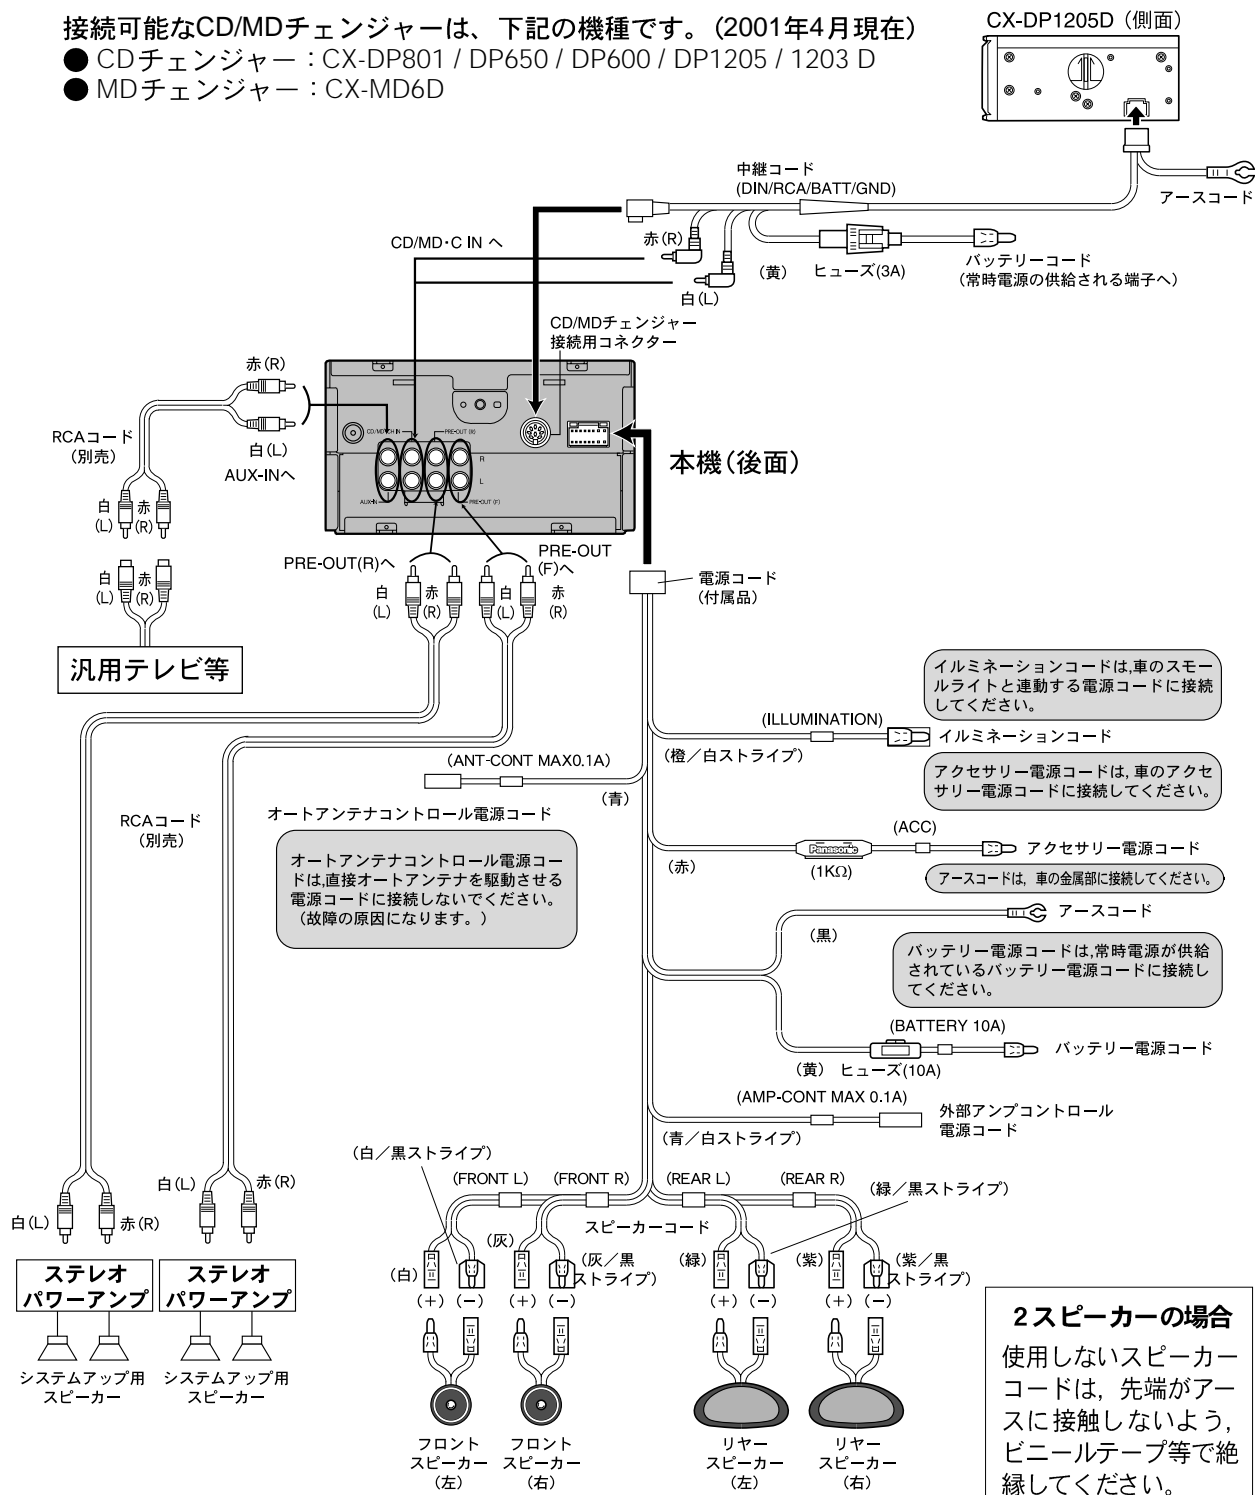 接続可能なCD/MDチェンジャーは、下記の機種です。(2001年4月現在)
● CDチェンジャー：CX-DP801 / DP650 / DP600 / DP1205 / 1203 D
● MDチェンジャー：CX-MD6D
CX-DP1205D（側面）
中継コード
(DIN/RCA/BATT/GND)
アースコード
CD/MD・C IN へ
赤(R)
白(L)
(黄)
ヒューズ(3A)
バッテリーコード
(常時電源の供給される端子へ)
CD/MDチェンジャー
接続用コネクター
赤(R)
白(L)
AUX-INへ
RCAコード
(別売)
白
(L)
赤
(R)
白
(L)
赤
(R)
汎用テレビ等
CD/MD CH IN
PRE-OUT (R)
R
L
AUX-IN
PRE-OUT (F)
本機(後面)
PRE-OUT(R)へ
PRE-OUT
(F)へ
白
(L)
赤
(R)
白
(L)
赤
(R)
電源コード
(付属品)
イルミネーションコードは,車のスモー
ルライトと連動する電源コードに接続
してください。
(ILLUMINATION)
(橙／白ストライプ)
イルミネーションコード
アクセサリー電源コードは, 車のアクセ
サリー電源コードに接続してください。
(ANT-CONT MAX0.1A)
(青)
オートアンテナコントロール電源コード
オートアンテナコントロール電源コー
ドは,直接オートアンテナを駆動させる
電源コードに接続しないでください。
（故障の原因になります。）
RCAコード
(別売)
(ACC)
(赤)
Panasonic
(1KΩ)
アクセサリー電源コード
アースコードは，車の金属部に接続してください。
(黒)
アースコード
バッテリー電源コードは,常時電源が供給
されているバッテリー電源コードに接続し
てください。
(BATTERY 10A)
(黄)
ヒューズ(10A)
バッテリー電源コード
(AMP-CONT MAX 0.1A)
(青／白ストライプ)
外部アンプコントロール
電源コード
(白／黒ストライプ)
(FRONT L)
(FRONT R)
(REAR L)
(REAR R)
(緑／黒ストライプ)
スピーカーコード
白(L)
赤(R)
白(L)
赤(R)
(白)
(灰)
(灰／黒
ストライプ)
(緑)
(紫)
(紫／黒
ストライプ)
(+)
(−)
(+)
(−)
(+)
(−)
(+)
(−)
ステレオ
パワーアンプ
ステレオ
パワーアンプ
システムアップ用
スピーカー
システムアップ用
スピーカー
フロント
スピーカー
(左)
フロント
スピーカー
(右)
リヤー
スピーカー
(左)
リヤー
スピーカー
(右)
2スピーカーの場合
使用しないスピーカー
コードは，先端がアー
スに接触しないよう，
ビニールテープ等で絶
縁してください。